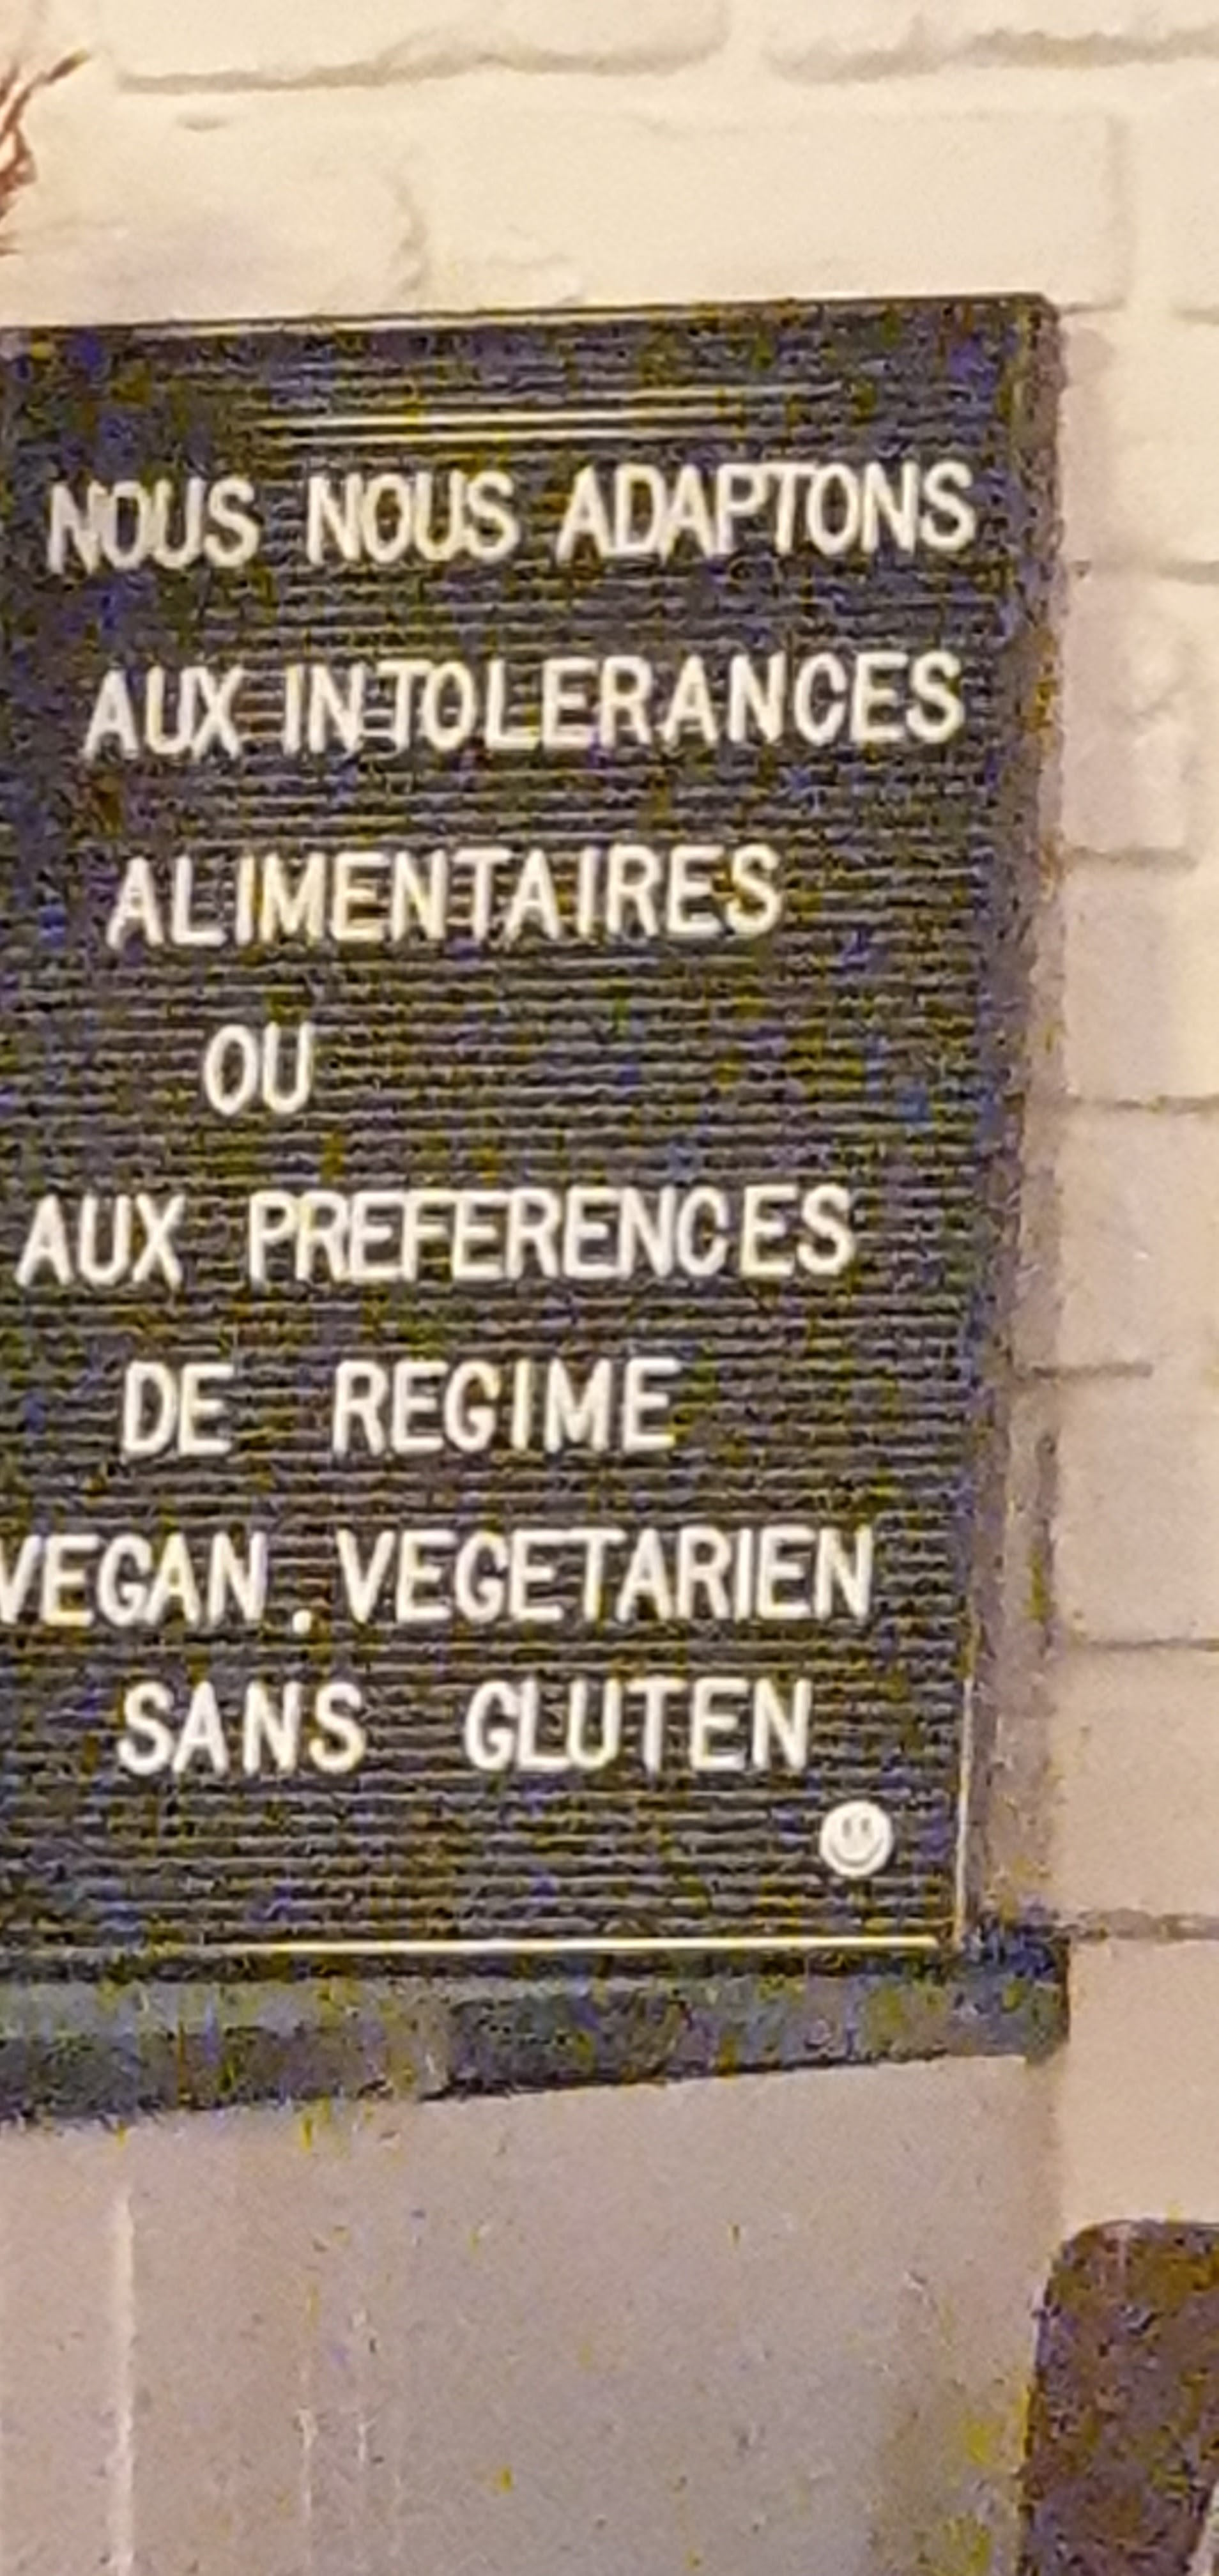 NOUS NOUS ADAPTONS
AUX INTOLERANCES
ALIMENTAIRES
OU
AUX PREFERENCES
DE REGIME
VEGAN . VEGETARIEN
SANS GLUTEN